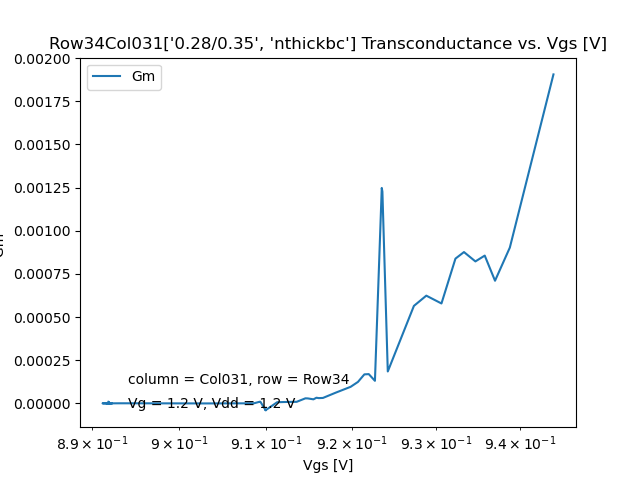 Row34Col031['0.28/0.35', 'nthickbc'] Transconductance vs. Vgs [V]
Gm
0.00200
0.00175
0.00150
0.00125
0.00100
0.00075
0.00050
0.00025
0.00000
Gm
column = Col031, row = Row34
Vg = 1.2 V, Vdd = 1.2 V
8.9 × 10⁻¹ 9 × 10⁻¹ 9.1 × 10⁻¹ 9.2 × 10⁻¹ 9.3 × 10⁻¹ 9.4 × 10⁻¹
Vgs [V]